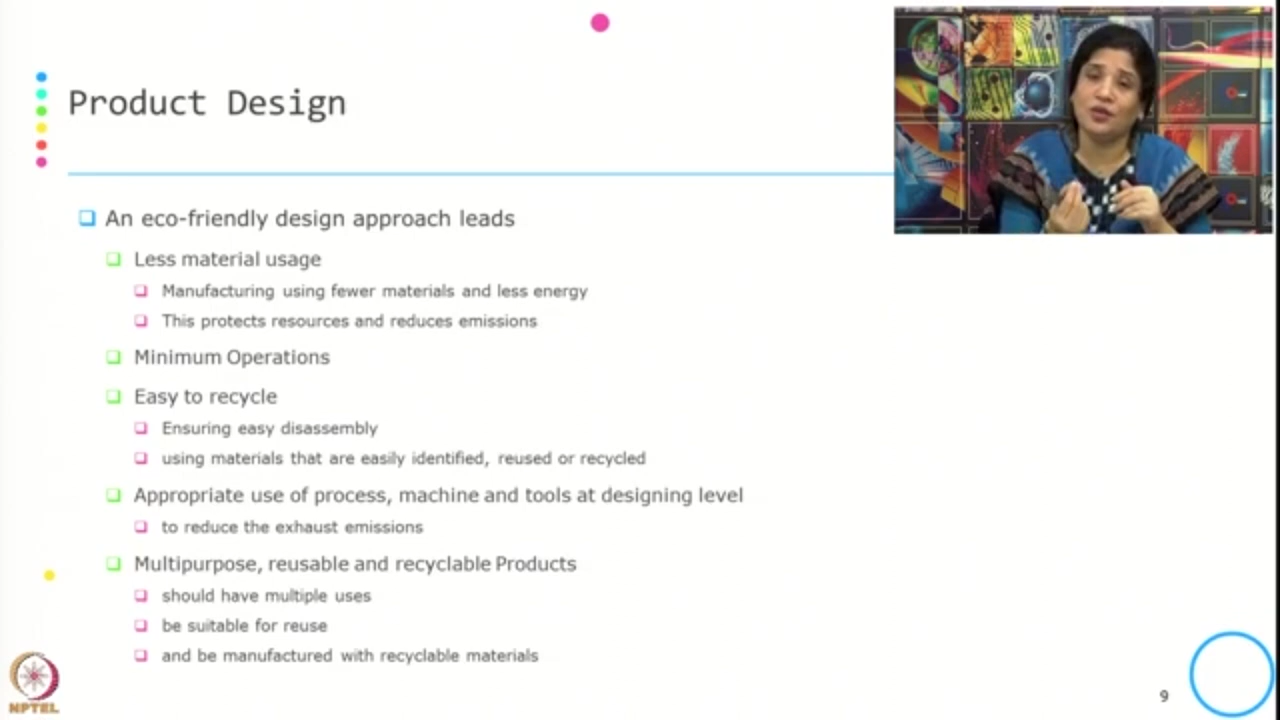 Product Design
An eco-friendly design approach leads
Less material usage
Manufacturing using fewer materials and less energy
This protects resources and reduces emissions
Minimum Operations
Easy to recycle
Ensuring easy disassembly
using materials that are easily identified, reused or recycled
Appropriate use of process, machine and tools at designing level
to reduce the exhaust emissions
Multipurpose, reusable and recyclable Products
should have multiple uses
be suitable for reuse
and be manufactured with recyclable materials
NPTEL
9